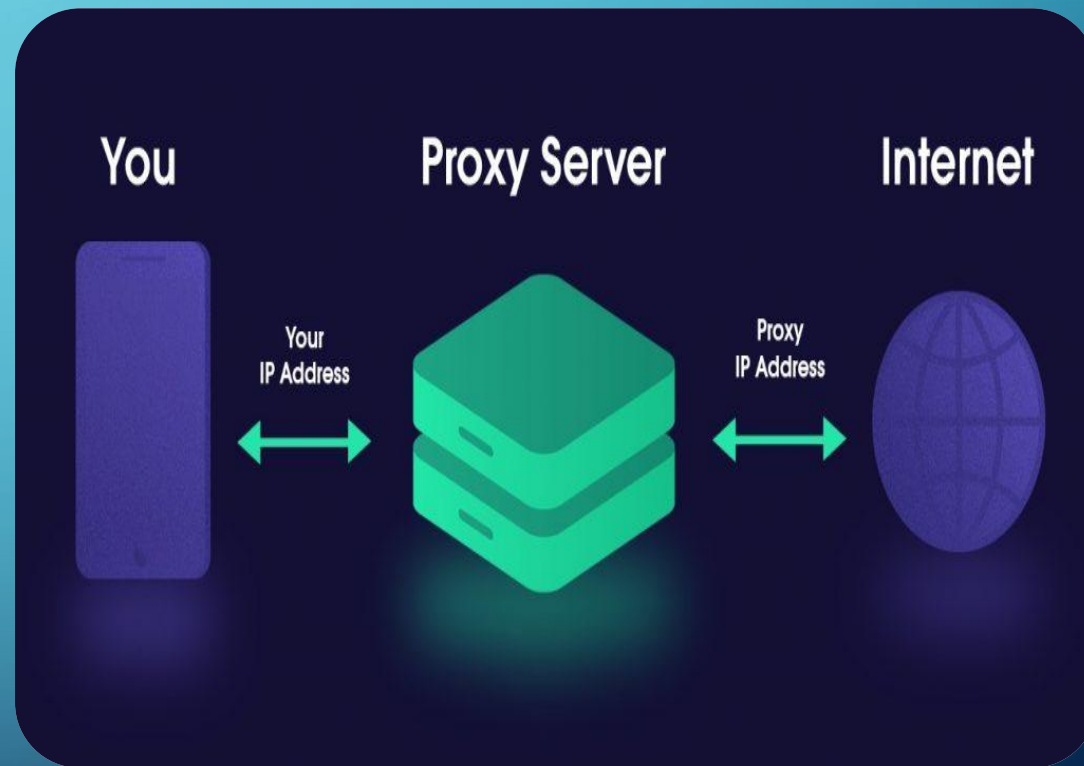 You
Proxy Server
Internet
Your
IP Address
Proxy
IP Address